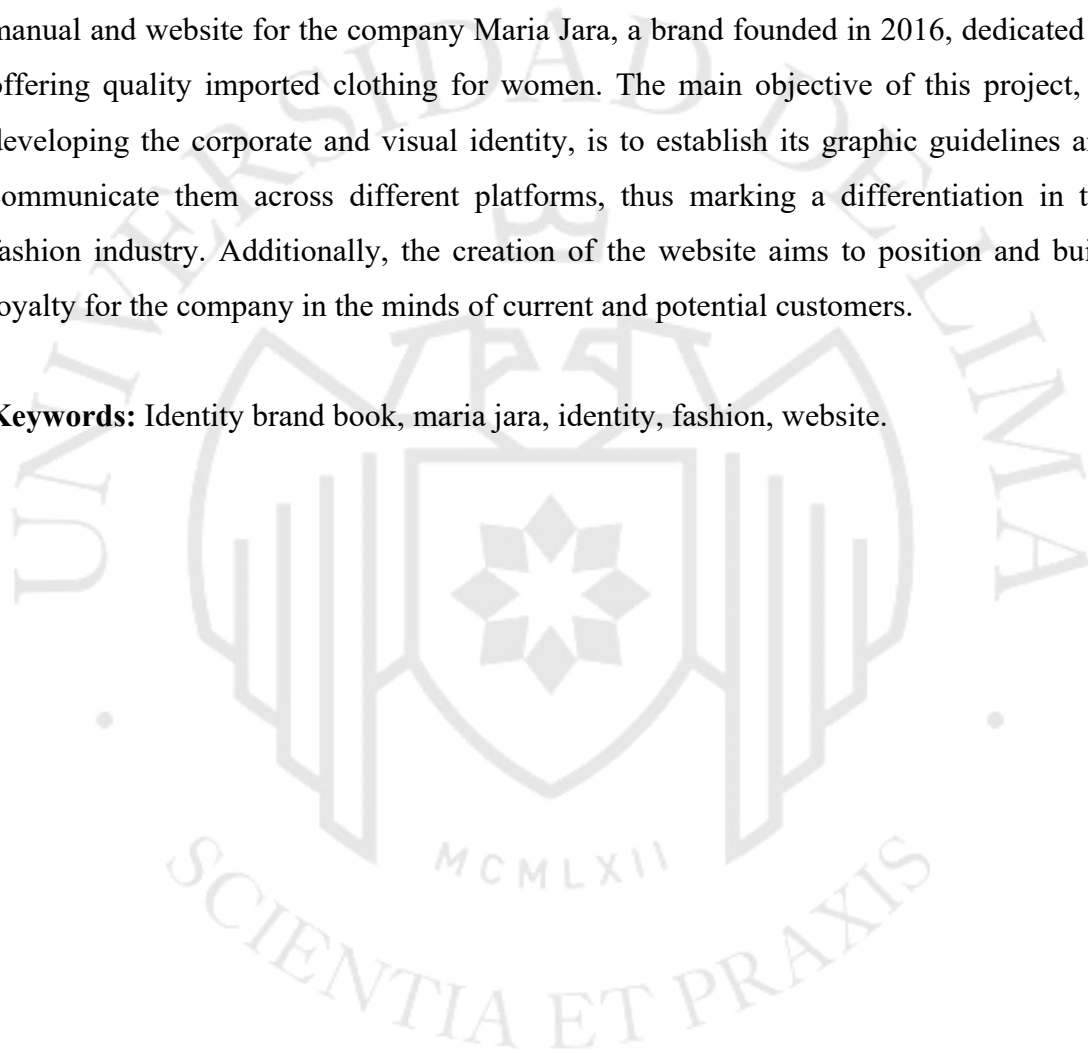 manual and website for the company Maria Jara, a brand founded in 2016, dedicated
offering quality imported clothing for women. The main objective of this project,
developing the corporate and visual identity, is to establish its graphic guidelines
communicate them across different platforms, thus marking a differentiation in
fashion industry. Additionally, the creation of the website aims to position and
loyalty for the company in the minds of current and potential customers.
Keywords: Identity brand book, maria jara, identity, fashion, website.
UNIVERSIDAD DE LIMA
MCMLXII
SCIENTIA ET PRAXIS